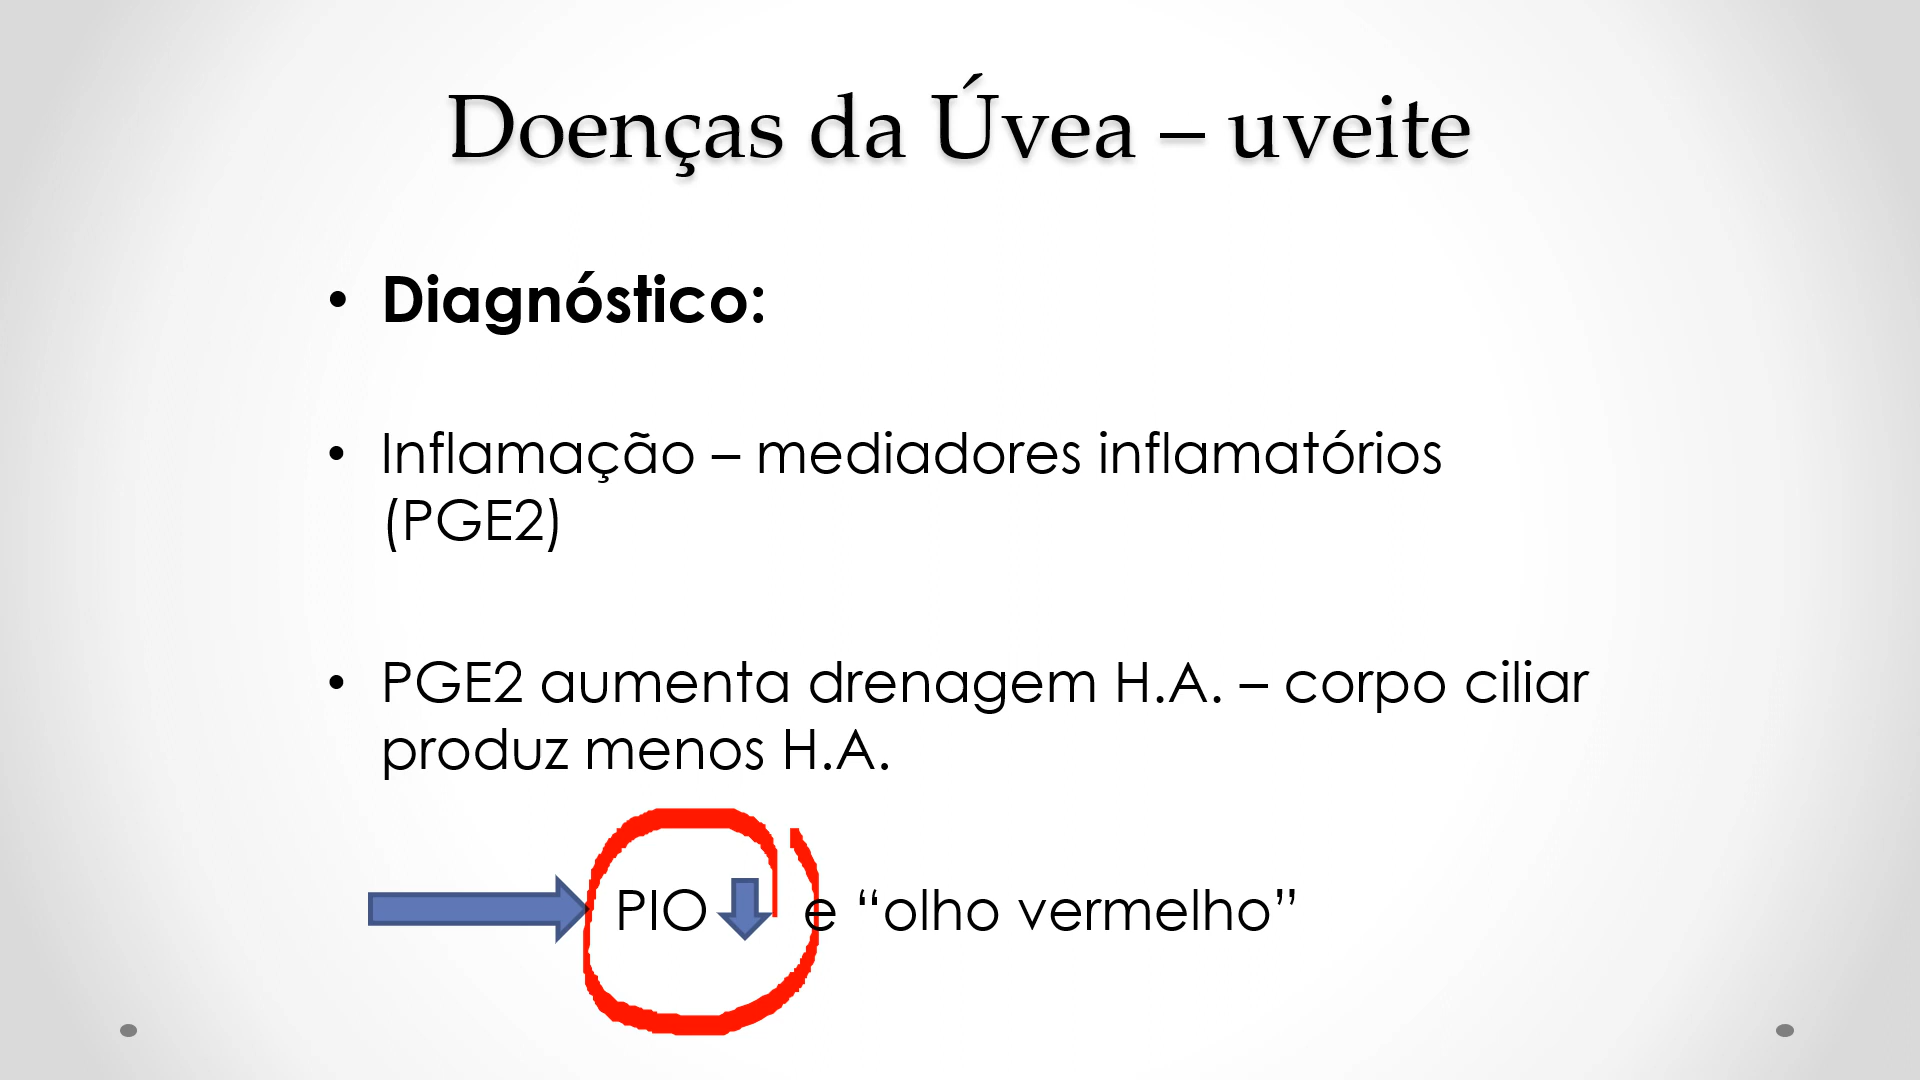 Doenças da Úvea – uveite
• Diagnóstico:
• Inflamação – mediadores inflamatórios
(PGE2)
• PGE2 aumenta drenagem H.A. – corpo ciliar
produz menos H.A.
PIO e “olho vermelho”